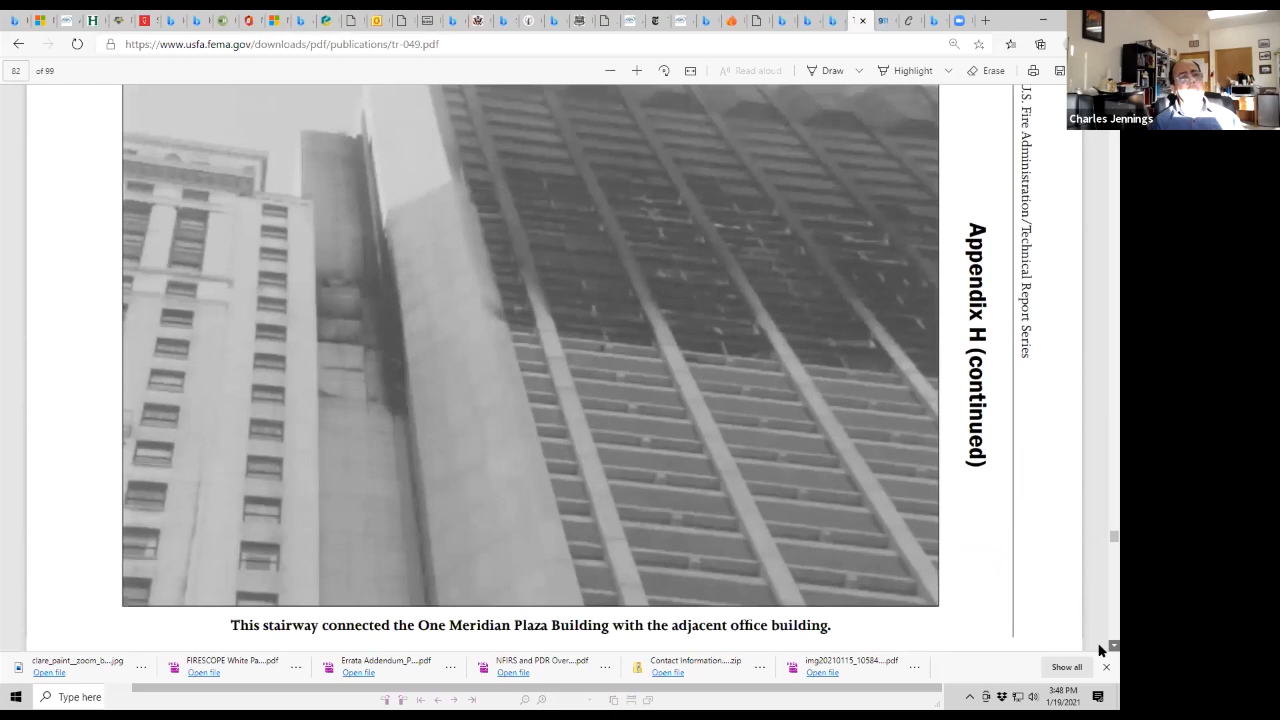 https://www.usfa.fema.gov/downloads/pdf/publications/tr-049.pdf
82 of 99
Read aloud
Draw
Highlight
Erase
Charles Jennings
U.S. Fire Administration/Technical Report Series
Appendix H (continued)
This stairway connected the One Meridian Plaza Building with the adjacent office building.
clare_paint__zoom_b....jpg
Open file
FIRESCOPE White Pa....pdf
Open file
Errata Addendum_P....pdf
Open file
NFIRS and PDR Over....pdf
Open file
Contact Information....zip
Open file
img20210115_10584....pdf
Open file
Show all
Type here
3:48 PM
1/19/2021